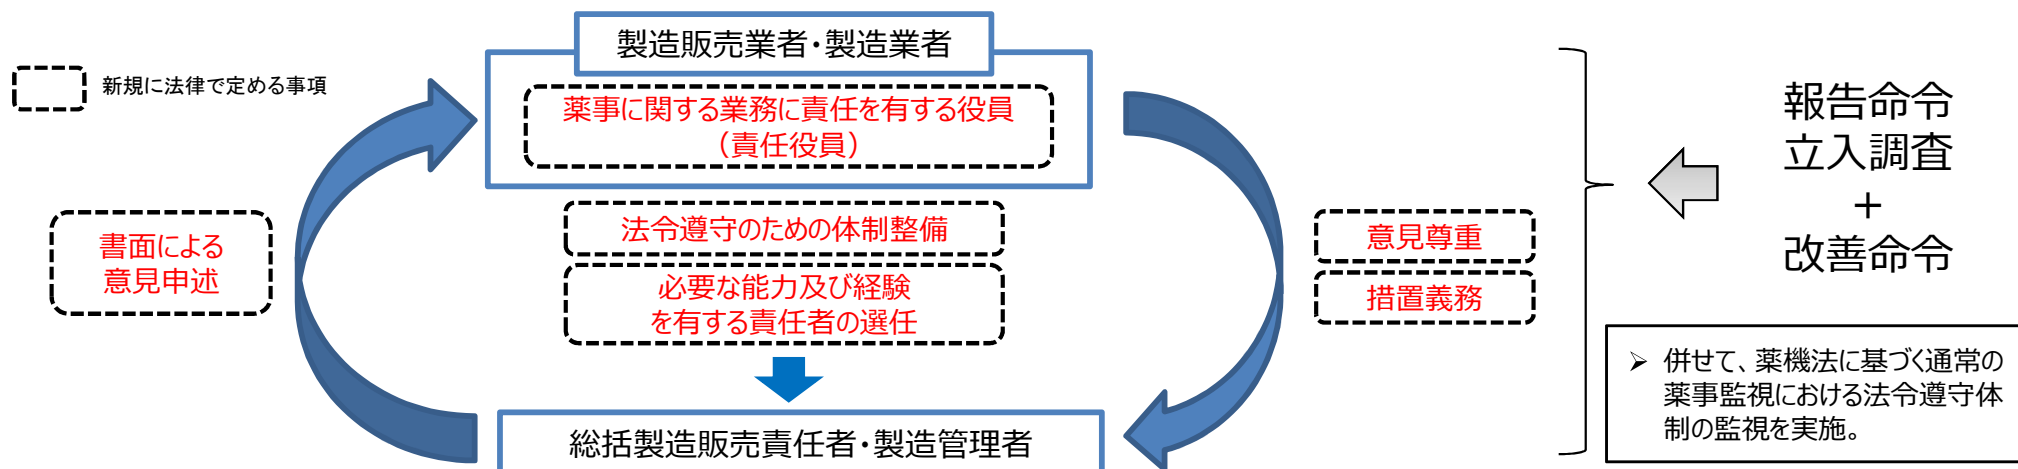 新規に法律で定める事項
製造販売業者・製造業者
薬事に関する業務に責任を有する役員
（責任役員）
法令遵守のための体制整備
必要な能力及び経験
を有する責任者の選任
総括製造販売責任者・製造管理者
書面による
意見申述
意見尊重
措置義務
報告命令
立入調査
+
改善命令
➢ 併せて、薬機法に基づく通常の
薬事監視における法令遵守体
制の監視を実施。